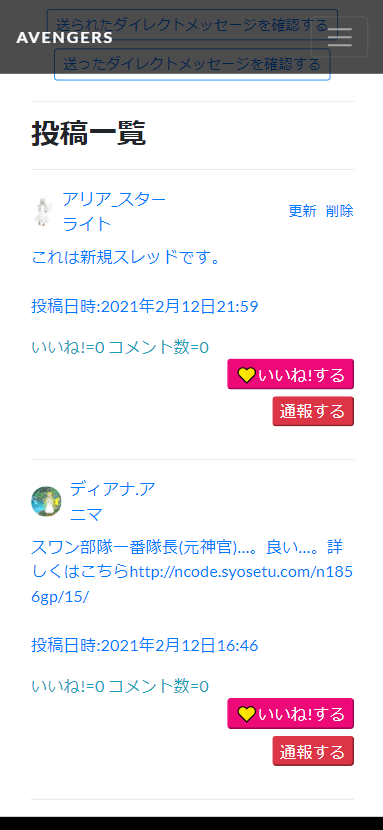 送られたダイレクトメッセージを確認する
AVENGERS
送ったダイレクトメッセージを確認する
投稿一覧
アリア_スター
ライト
更新 削除
これは新規スレッドです。
投稿日時:2021年2月12日21:59
いいね!=0 コメント数=0
いいね!する
通報する
ディアナ.ア
ニマ
スワン部隊一番隊長(元神官)...。良い...。詳
しくはこちらhttp://ncode.syosetu.com/n185
6gp/15/
投稿日時:2021年2月12日16:46
いいね!=0 コメント数=0
いいね!する
通報する